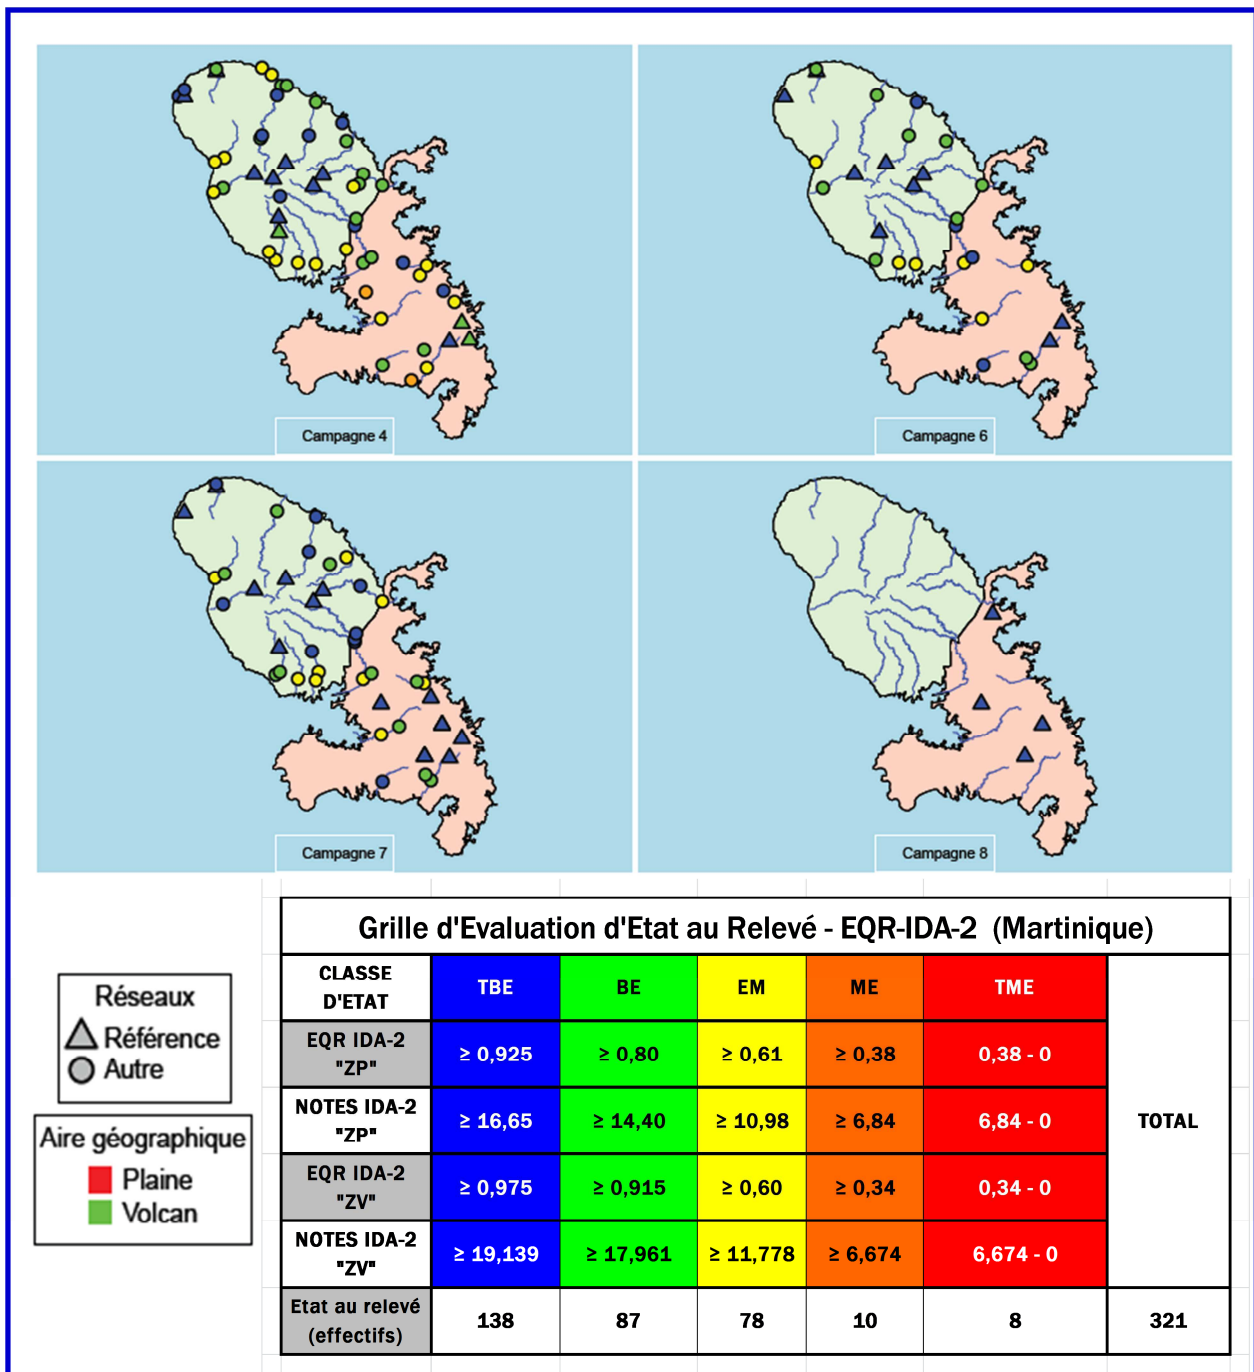 Campagne 4
Campagne 6
Campagne 7
Campagne 8
Réseaux
Référence
Autre
Aire géographique
Plaine
Volcan
Grille d'Evaluation d'Etat au Relevé - EQR-IDA-2 (Martinique)
CLASSE
D'ETAT
TBE
BE
EM
ME
TME
TOTAL
EQR IDA-2
"ZP"
≥ 0,925
≥ 0,80
≥ 0,61
≥ 0,38
0,38 - 0
NOTES IDA-2
"ZP"
≥ 16,65
≥ 14,40
≥ 10,98
≥ 6,84
6,84 - 0
EQR IDA-2
"ZV"
≥ 0,975
≥ 0,915
≥ 0,60
≥ 0,34
0,34 - 0
NOTES IDA-2
"ZV"
≥ 19,139
≥ 17,961
≥ 11,778
≥ 6,674
6,674 - 0
Etat au relevé
(effectifs)
138
87
78
10
8
321